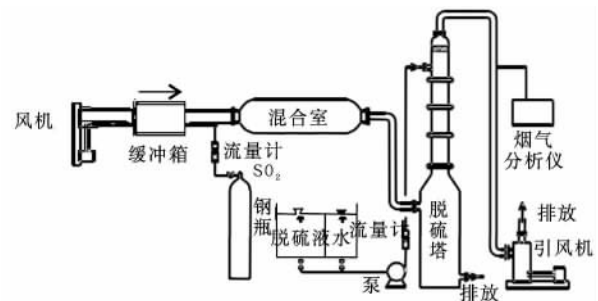 风机
缓冲箱
流量计
SO₂
混合室
钢瓶
脱硫液
水
流量计
泵
脱硫塔
排放
烟气
分析仪
排放
引风机